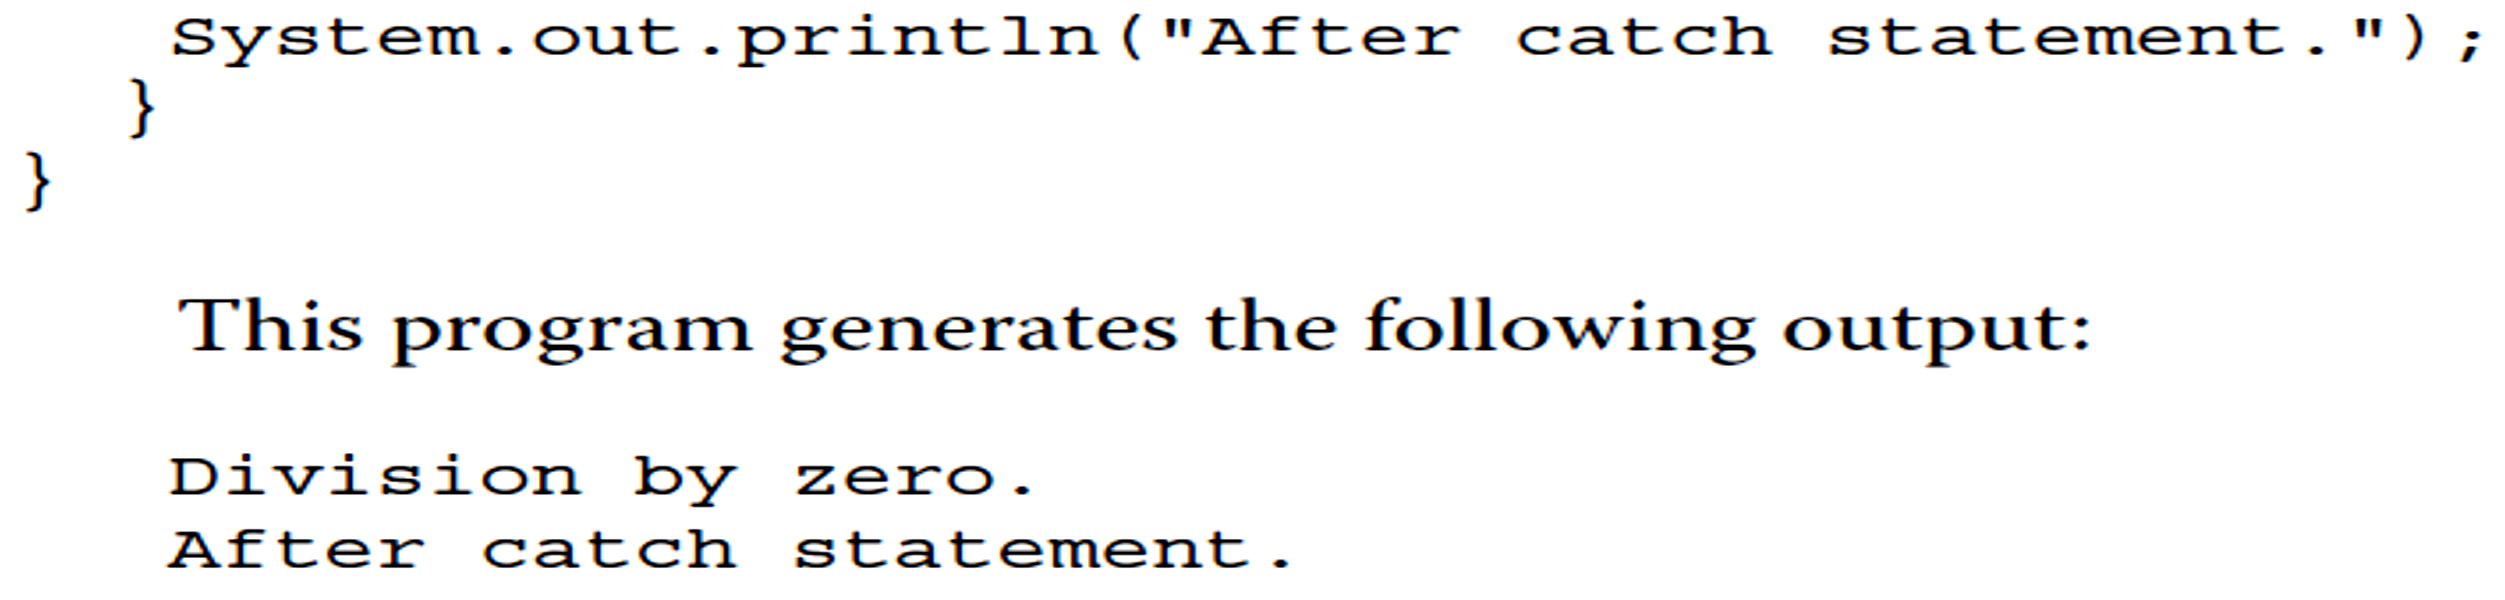 System.out.println("After catch statement.");
}
}
This program generates the following output:
Division by zero.
After catch statement.